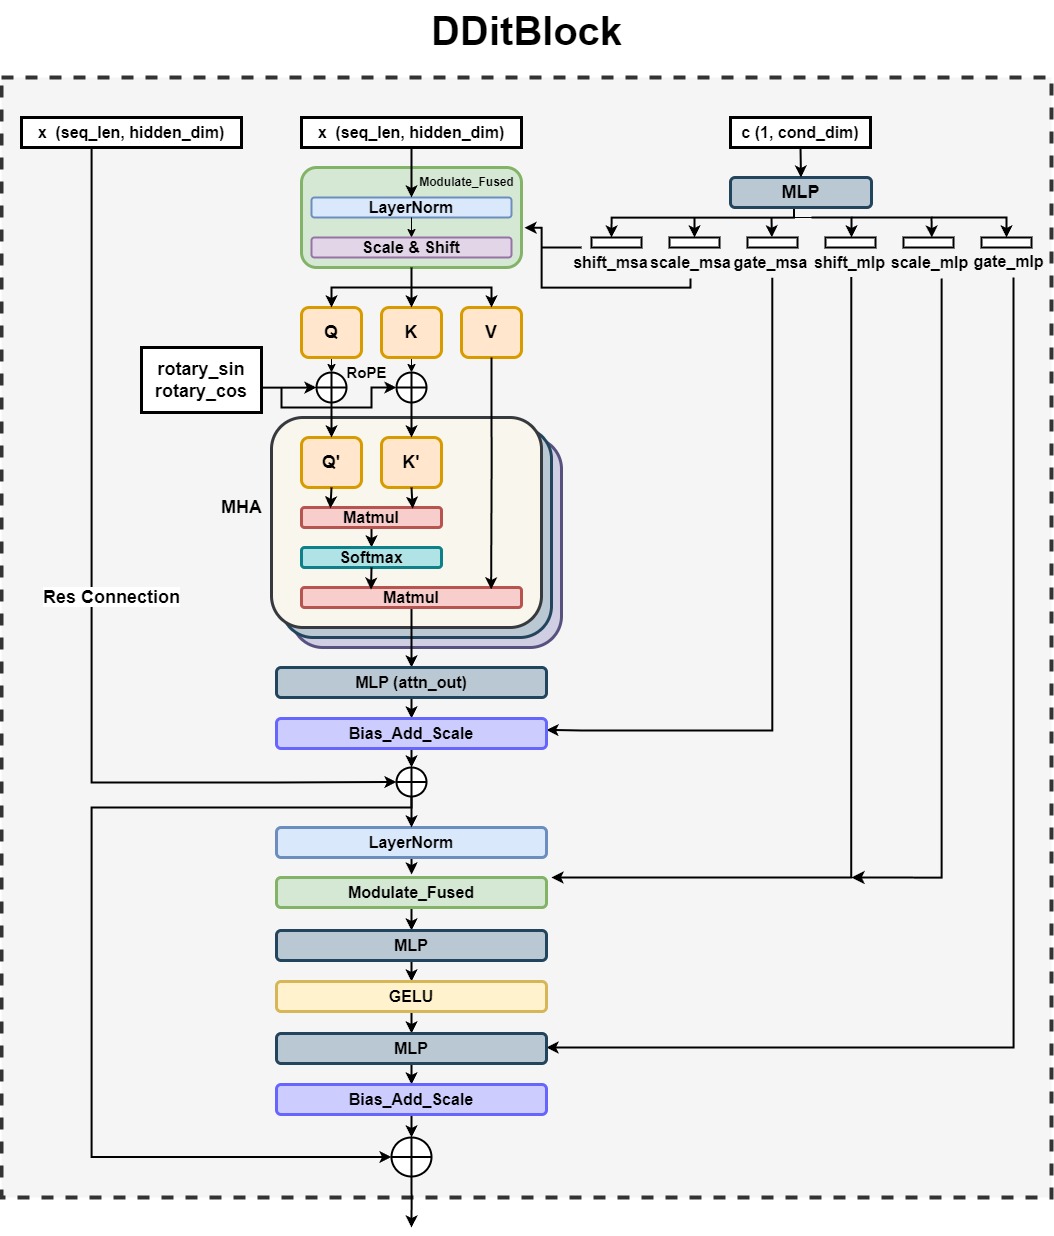 DDitBlock
x (seq_len, hidden_dim)
x (seq_len, hidden_dim)
c (1, cond_dim)
Modulate_Fused
LayerNorm
Scale & Shift
MLP
shift_msa
scale_msa
gate_msa
shift_mlp
scale_mlp
gate_mlp
Q
K
V
rotary_sin
rotary_cos
RoPE
Q'
K'
MHA
Matmul
Softmax
Matmul
Res Connection
MLP (attn_out)
Bias_Add_Scale
LayerNorm
Modulate_Fused
MLP
GELU
MLP
Bias_Add_Scale